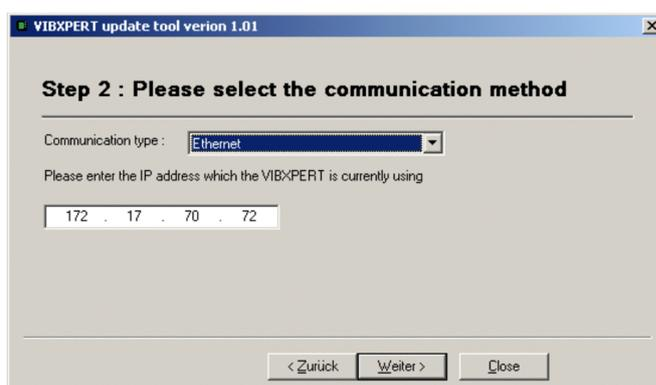 VIBXPERT update tool verion 1.01
Step 2 : Please select the communication method
Communication type : Ethernet
Please enter the IP address which the VIBXPERT is currently using
172 . 17 . 70 . 72
< Zurück Weiter > Close